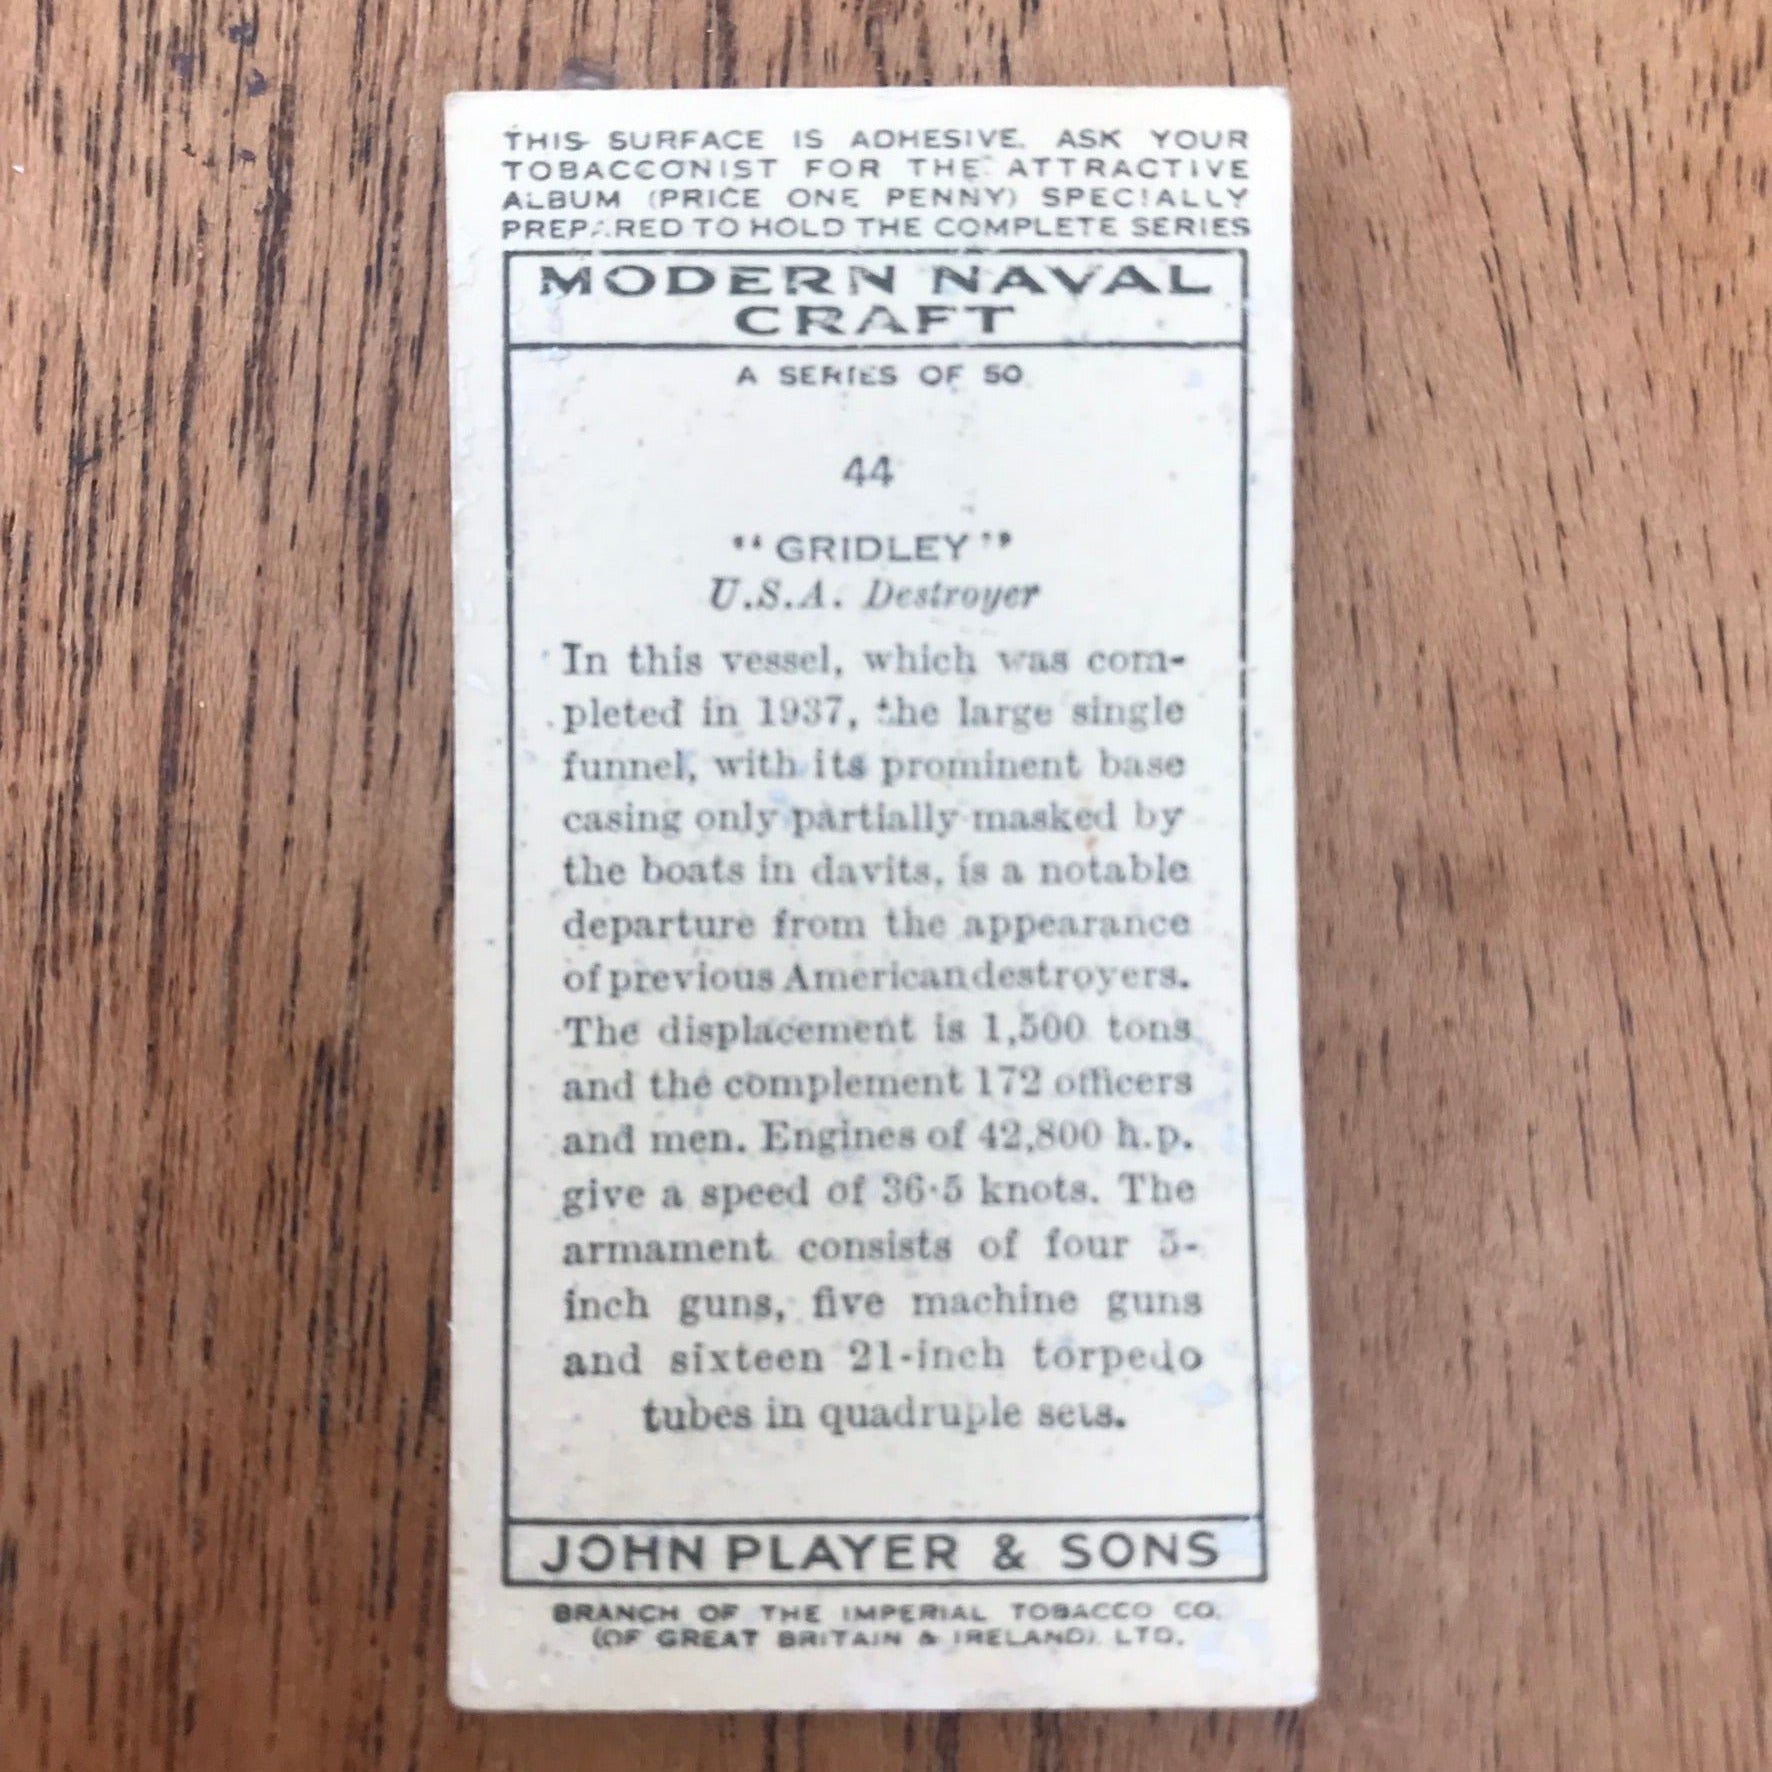 THIS SURFACE IS ADHESIVE. ASK YOUR
TOBACCONIST FOR THE ATTRACTIVE
ALBUM (PRICE ONE PENNY) SPECIALLY
PREPARED TO HOLD THE COMPLETE SERIES
MODERN NAVAL
CRAFT
A SERIES OF 50
44
"GRIDLEY"
U.S.A. Destroyer
In this vessel, which was com-
pleted in 1937, the large single
funnel, with its prominent base
casing only partially masked by
the boats in davits, is a notable
departure from the appearance
of previous American destroyers.
The displacement is 1,500 tons
and the complement 172 officers
and men. Engines of 42,800 h.p.
give a speed of 36·5 knots. The
armament consists of four 5-
inch guns, five machine guns
and sixteen 21-inch torpedo
tubes in quadruple sets.
JOHN PLAYER & SONS
BRANCH OF THE IMPERIAL TOBACCO CO.
(OF GREAT BRITAIN & IRELAND), LTD.